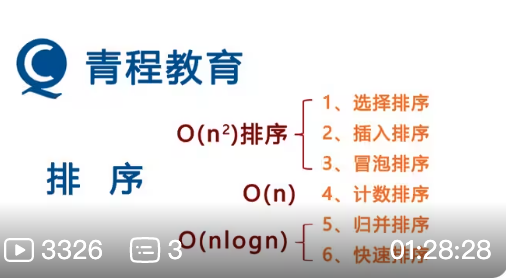 青程教育
O(n²)排序
1、选择排序
2、插入排序
3、冒泡排序
排 序
O(n)
4、计数排序
O(nlogn)
5、归并排序
6、快速排序
3326
3
01:28:28